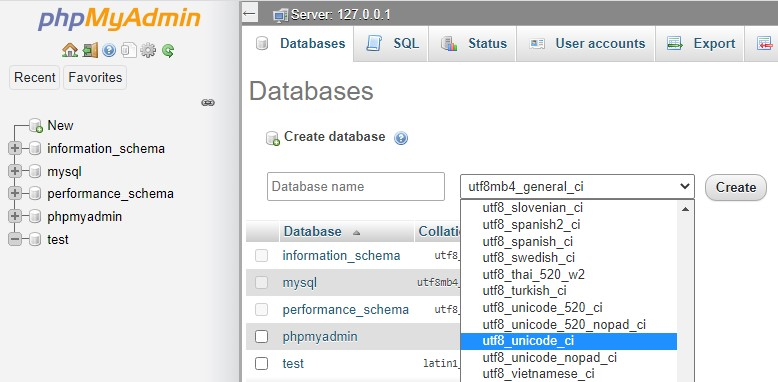 phpMyAdmin
Recent Favorites
New
information_schema
mysql
performance_schema
phpmyadmin
test
Server: 127.0.0.1
Databases SQL Status User accounts Export
Databases
Create database
Database name utf8mb4_general_ci Create
utf8_slovenian_ci
utf8_spanish2_ci
utf8_spanish_ci
utf8_swedish_ci
utf8_thai_520_w2
utf8_turkish_ci
utf8_unicode_520_ci
utf8_unicode_520_nopad_ci
utf8_unicode_ci
utf8_unicode_nopad_ci
utf8_vietnamese_ci
Database Collati
information_schema utf8_
mysql utf8mb4_
performance_schema utf8_
phpmyadmin
test latin1_